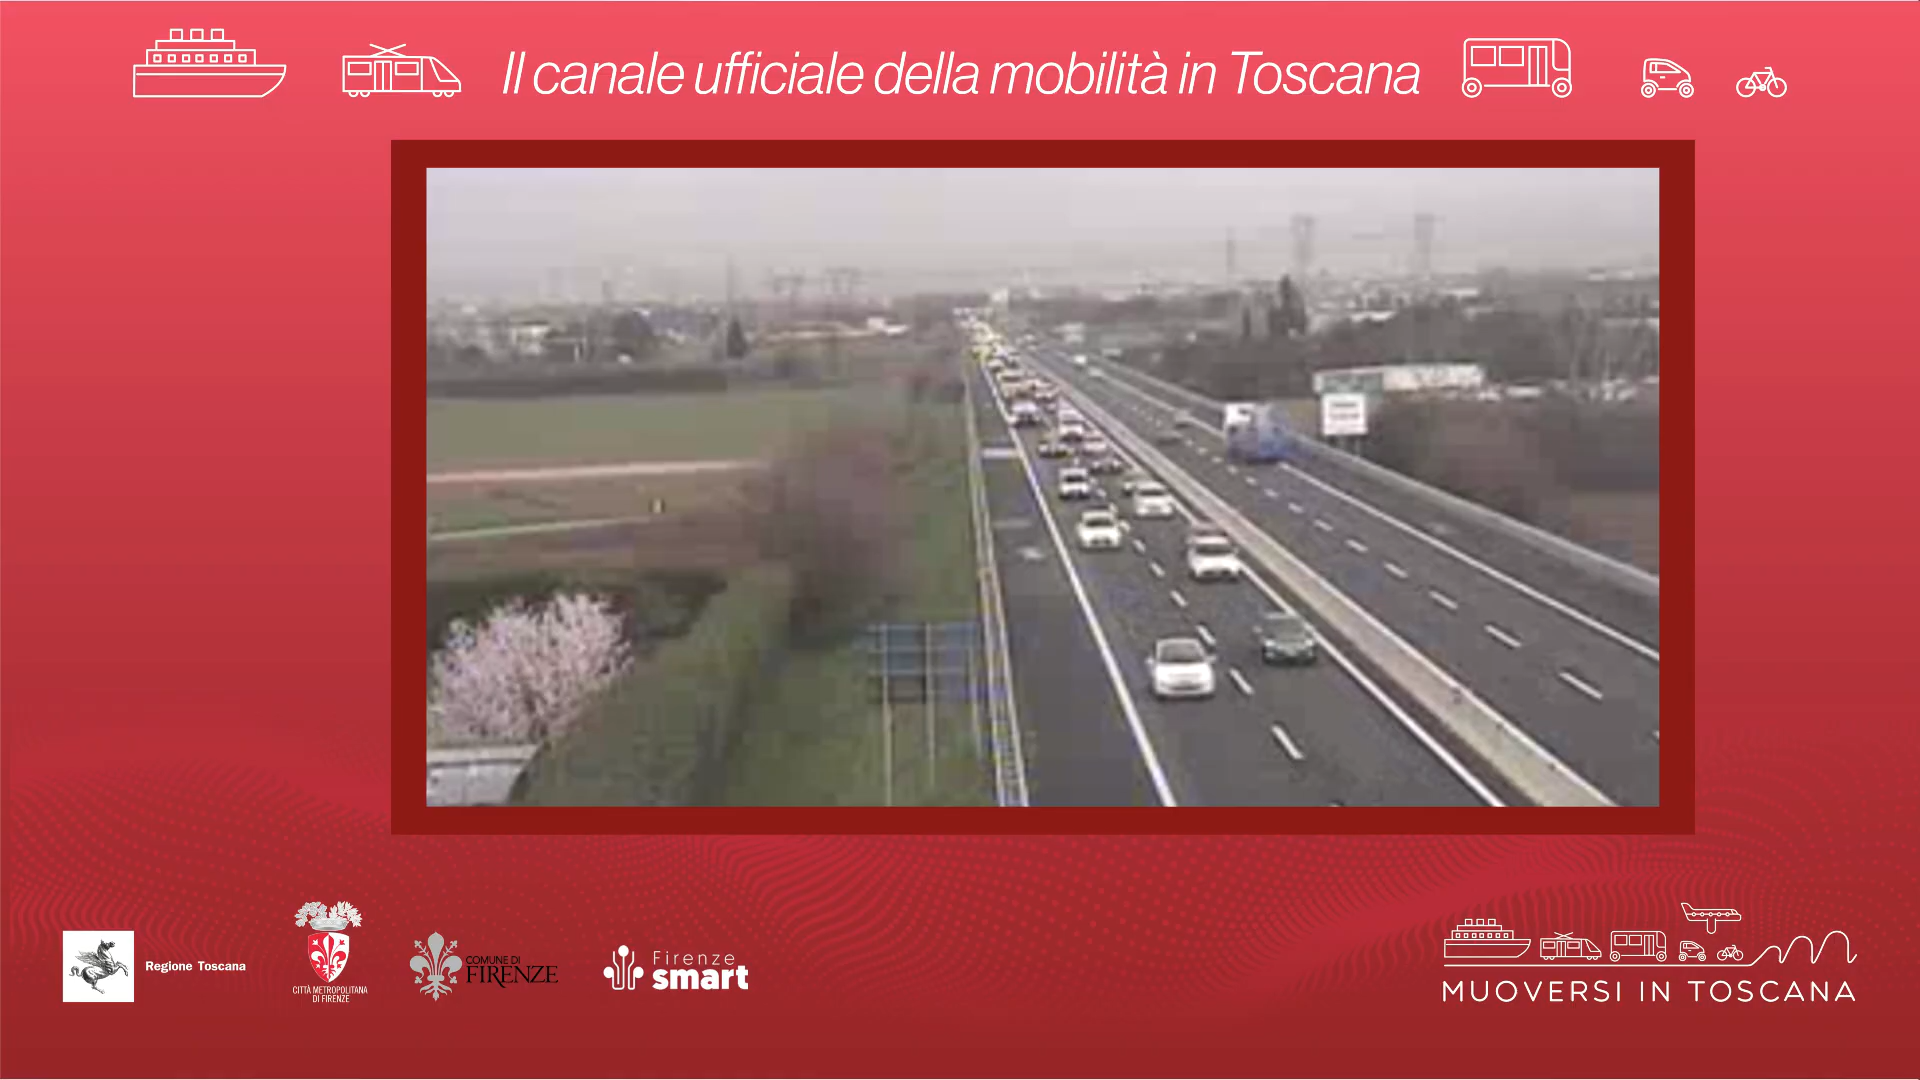 Il canale ufficiale della mobilità in Toscana
Regione Toscana
CITTÀ METROPOLITANA
DI FIRENZE
COMUNE DI
FIRENZE
Firenze
smart
MUOVERSI IN TOSCANA